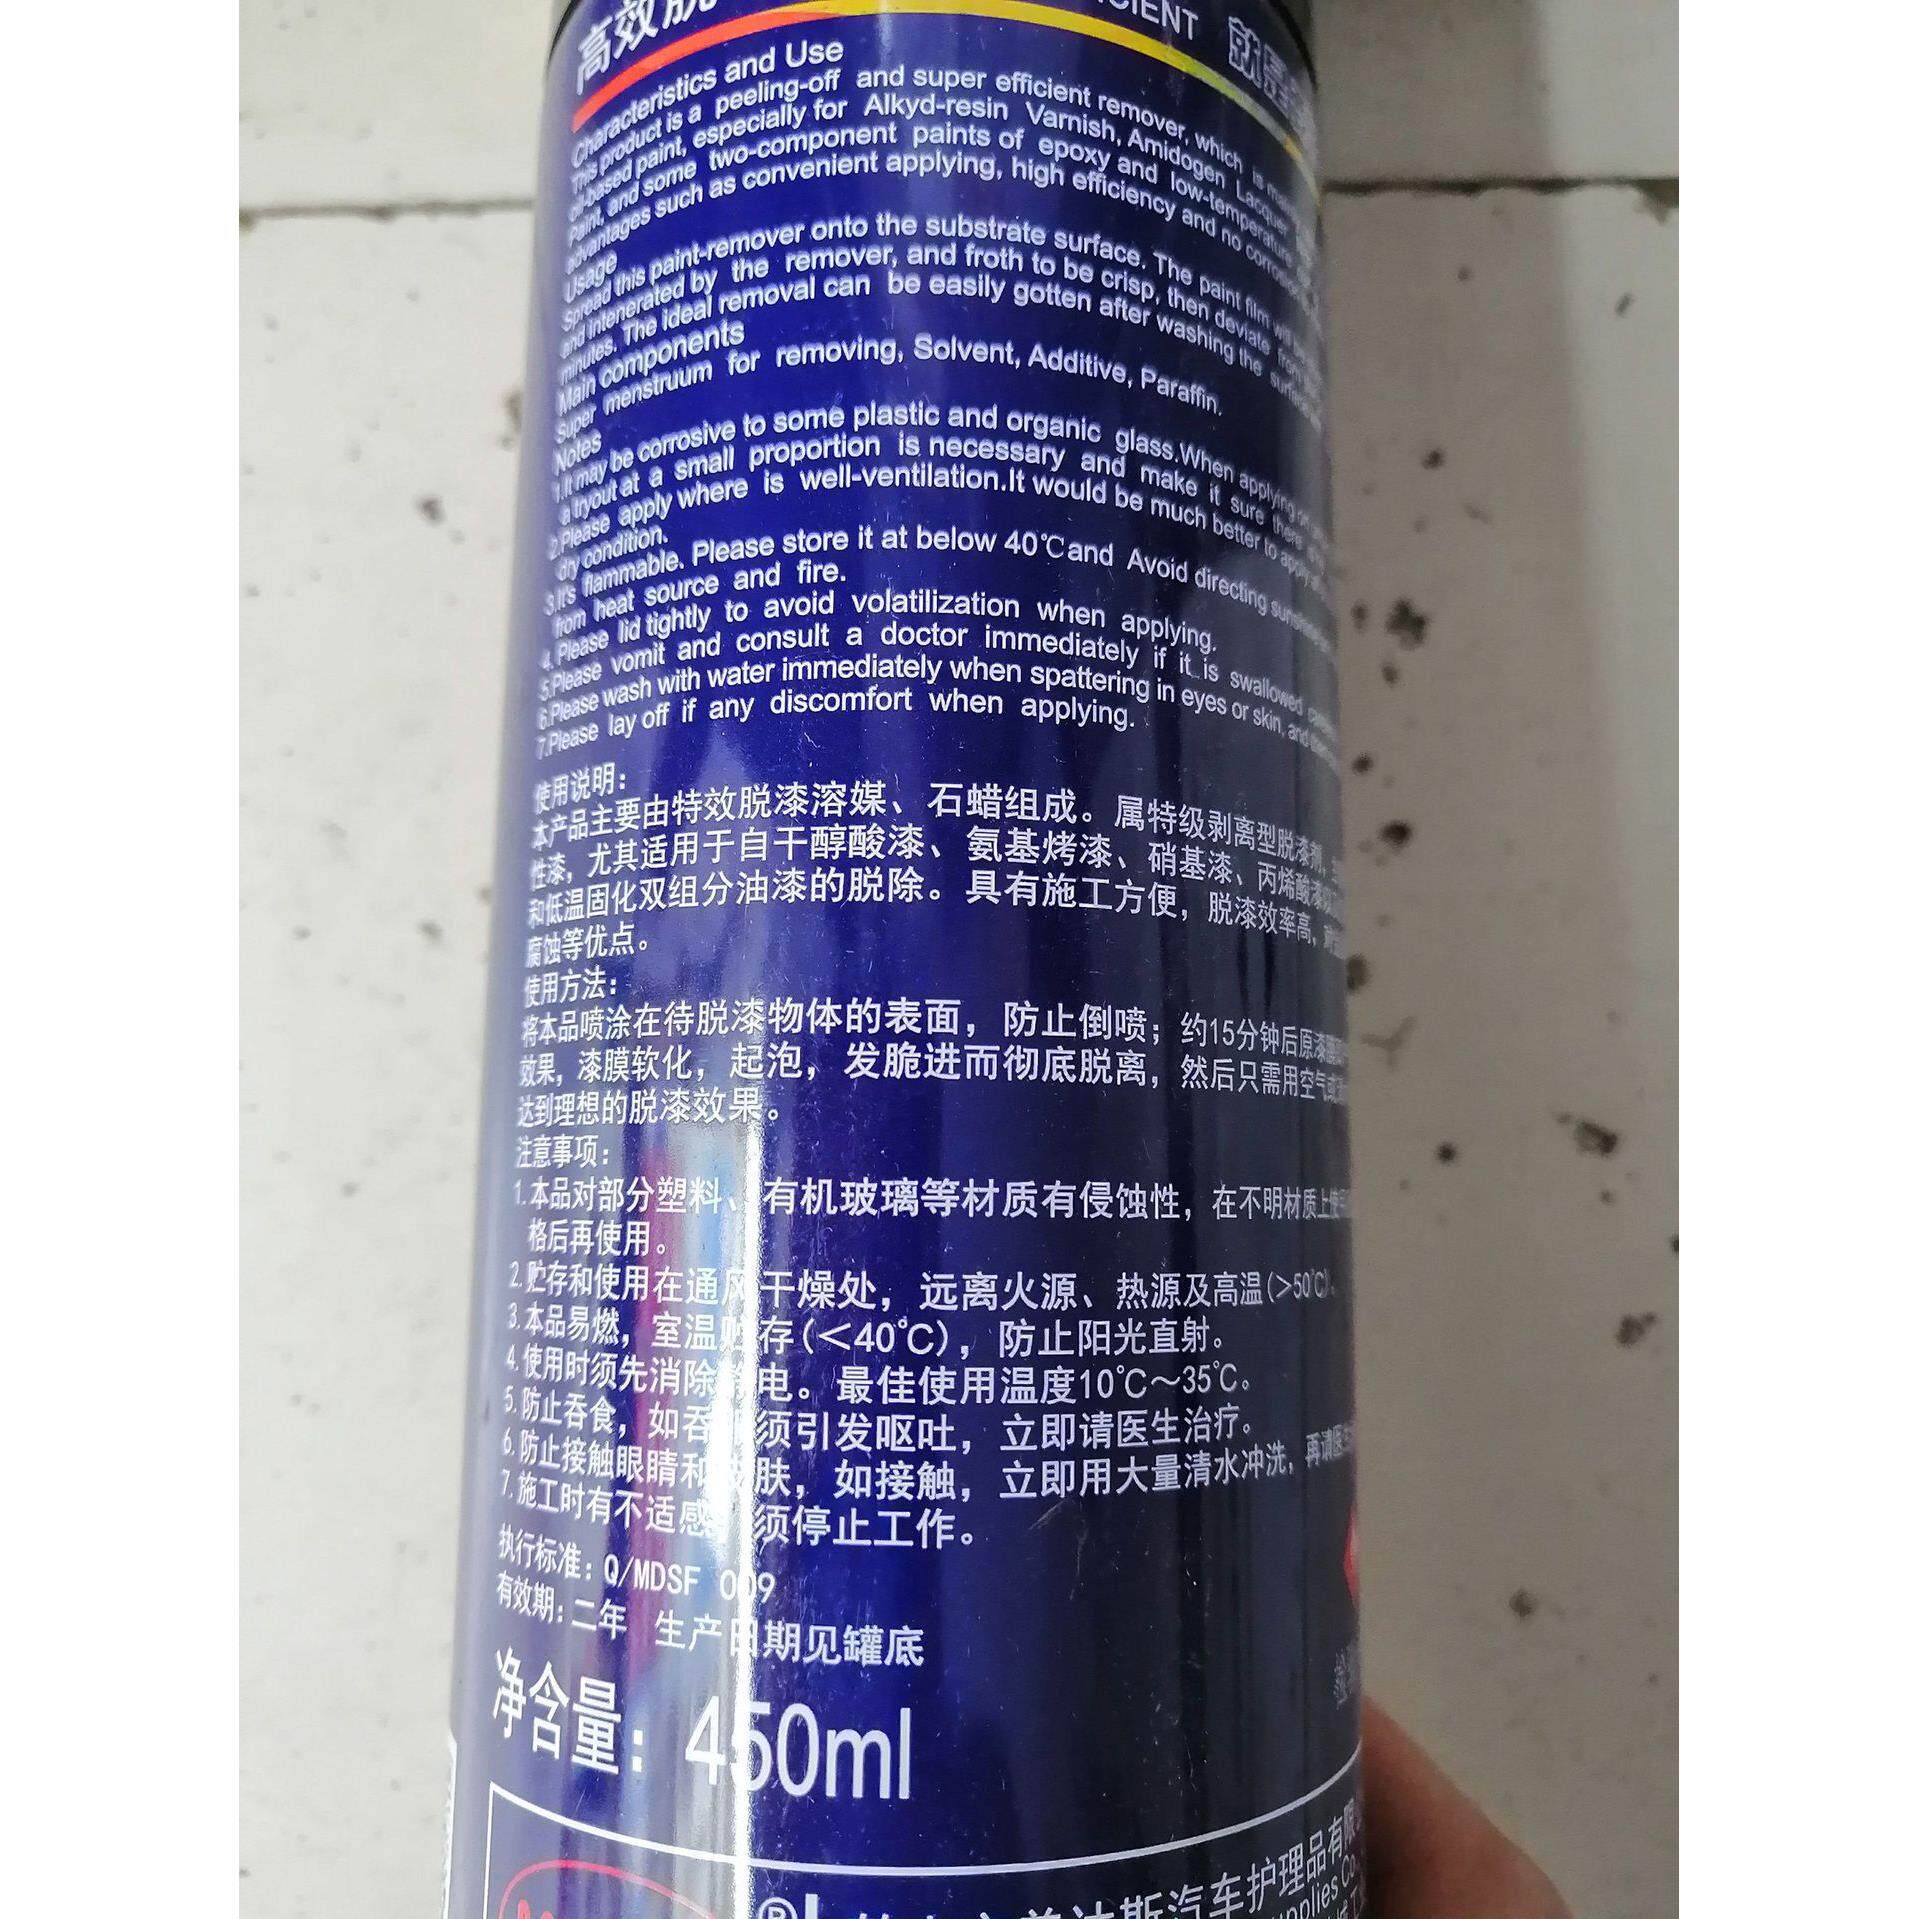 高效脱
CIENT
Characteristics and Use
This product is a peeling-off and super efficient remover, which is
oil-based paint, especially for Alkyd-resin Varnish, Amidogen Lacquer
Paint, and some two-component paints of epoxy and low-temperature
advantages such as convenient applying, high efficiency and no
Usage
Spread this paint-remover onto the substrate surface. The paint film
and intenerated by the remover, and froth to be crisp, then deviate
minutes. The ideal removal can be easily gotten after washing the
Main components
Super menstruum for removing, Solvent, Additive, Paraffin.
Notes
1.It may be corrosive to some plastic and organic glass.When applying
a tryout at a small proportion is necessary and make it sure
2.Please apply where is well-ventilation.It would be much better to apply
dry condition.
3.It's flammable. Please store it at below 40℃and Avoid directing
from heat source and fire.
4.Please lid tightly to avoid volatilization when applying.
5.Please vomit and consult a doctor immediately if it is swallowed
6.Please wash with water immediately when spattering in eyes or skin, and
7.Please lay off if any discomfort when applying.
使用说明：
本产品主要由特效脱漆溶媒、石蜡组成。属特级剥离型脱漆剂，
性漆，尤其适用于自干醇酸漆、氨基烤漆、硝基漆、丙烯酸漆
和低温固化双组分油漆的脱除。具有施工方便，脱漆效率高，
腐蚀等优点。
使用方法：
将本品喷涂在待脱漆物体的表面，防止倒喷；约15分钟后原漆
效果，漆膜软化，起泡，发脆进而彻底脱离，然后只需用空气
达到理想的脱漆效果。
注意事项：
1.本品对部分塑料、有机玻璃等材质有侵蚀性，在不明材质上使
格后再使用。
2.贮存和使用在通风干燥处，远离火源、热源及高温(>50℃)。
3.本品易燃，室温贮存(<40℃)，防止阳光直射。
4.使用时须先消除静电。最佳使用温度10℃～35℃。
5.防止吞食，如吞 须引发呕吐，立即请医生治疗。
6.防止接触眼睛和皮肤，如接触，立即用大量清水冲洗，再请医
7.施工时有不适感 须停止工作。
执行标准：Q/MDSF 009
有效期：二年 生产日期见罐底
净含量：450ml
美达斯汽车护理品有限
pplies Co